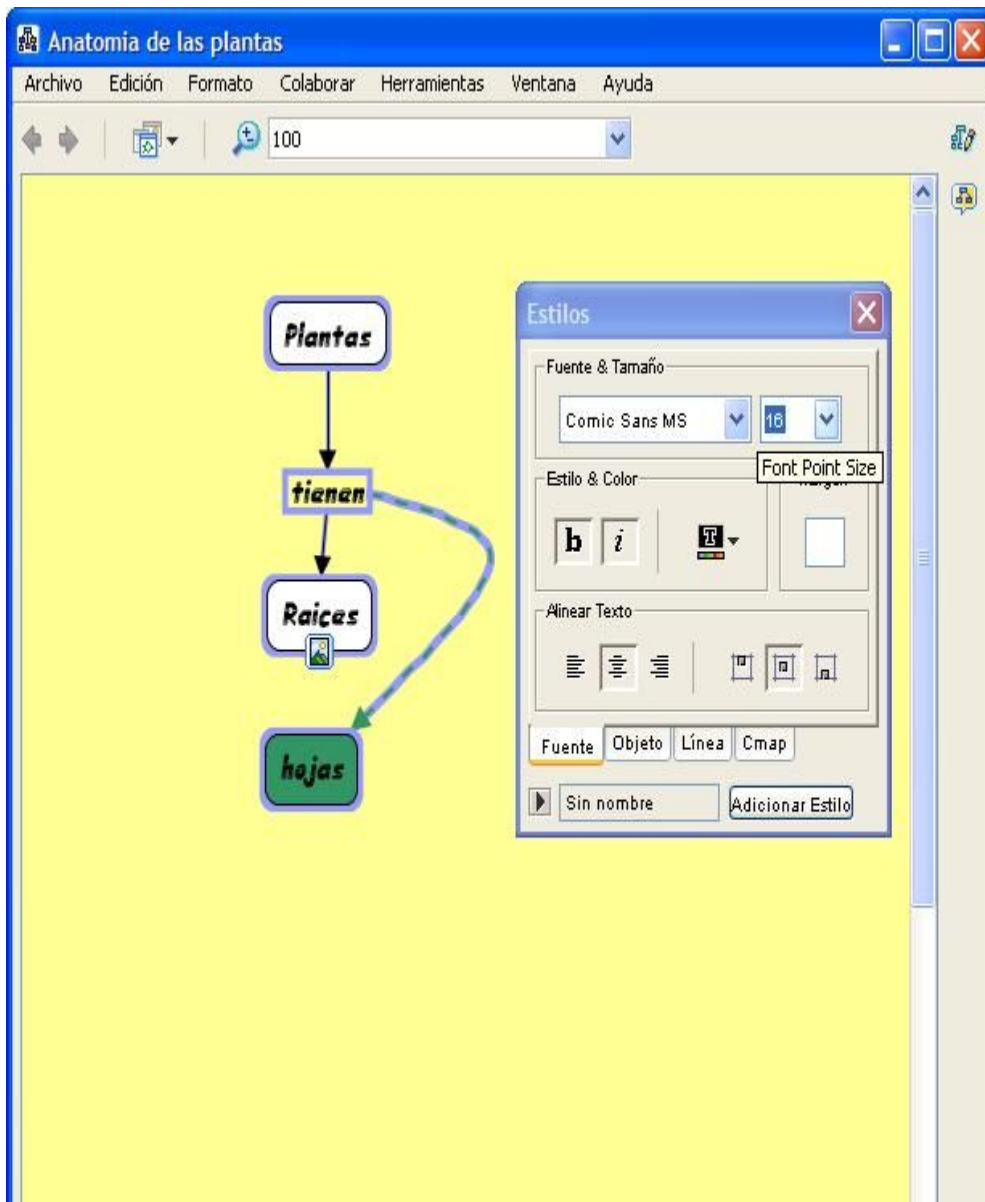 Anatomia de las plantas
Archivo Edición Formato Colaborar Herramientas Ventana Ayuda
100
Plantas
tienen
Raices
hojas
Estilos
Fuente & Tamaño
Comic Sans MS 16
Font Point Size
Estilo & Color
b i T
Alinear Texto
Fuente Objeto Línea Cmap
Sin nombre Adicionar Estilo